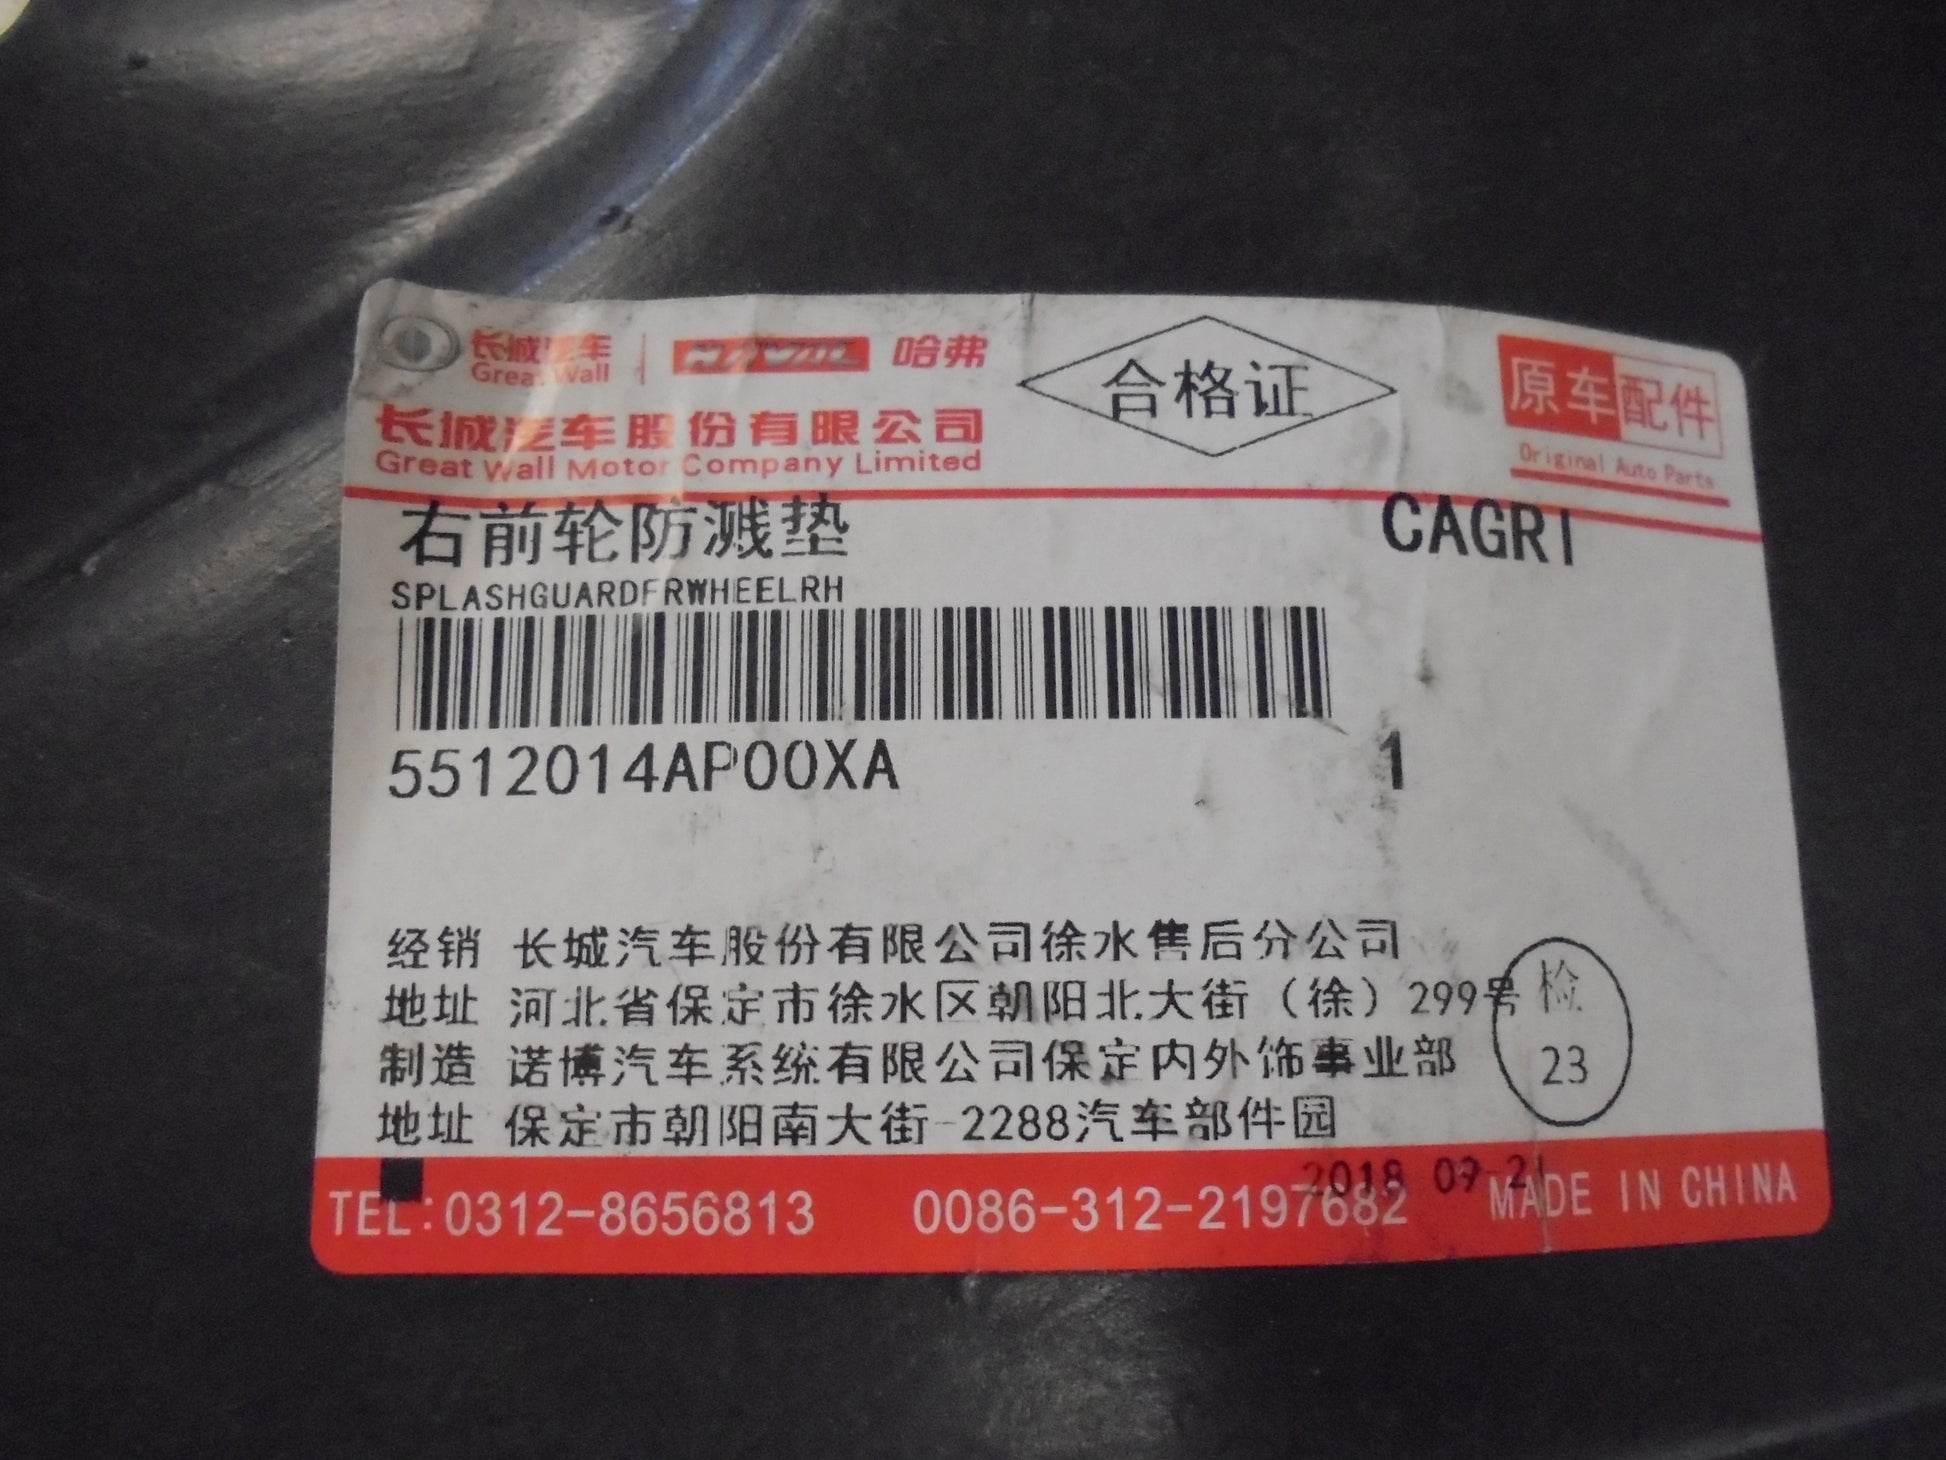 长城汽车
Great Wall
HAVAL 哈弗
长城汽车股份有限公司
Great Wall Motor Company Limited
合格证
原车配件
Original Auto Parts
右前轮防溅垫
CAGRI
SPLASHGUARDFRWHEELRH
5512014AP00XA
1
经销 长城汽车股份有限公司徐水售后分公司
地址 河北省保定市徐水区朝阳北大街（徐）299号
制造 诺博汽车系统有限公司保定内外饰事业部
地址 保定市朝阳南大街 2288汽车部件园
检
23
2018 09 21
TEL:0312-8656813 0086-312-2197682 MADE IN CHINA